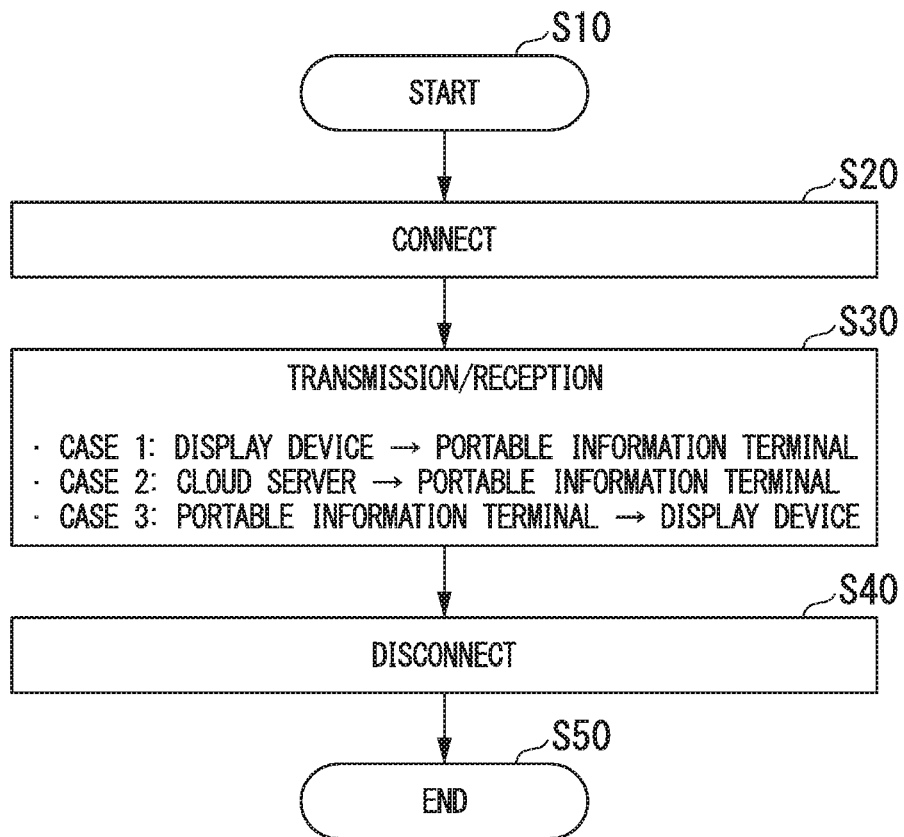 S10
START
S20
CONNECT
S30
TRANSMISSION/RECEPTION
· CASE 1: DISPLAY DEVICE → PORTABLE INFORMATION TERMINAL
· CASE 2: CLOUD SERVER → PORTABLE INFORMATION TERMINAL
· CASE 3: PORTABLE INFORMATION TERMINAL → DISPLAY DEVICE
S40
DISCONNECT
S50
END